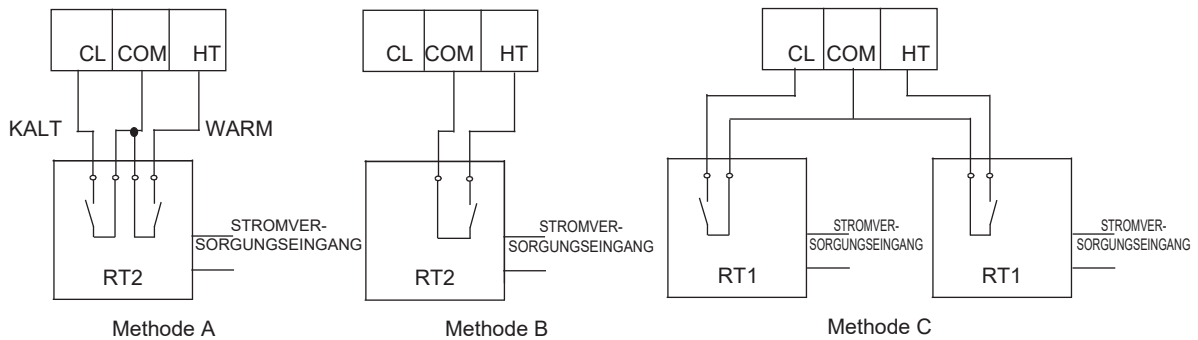 CL COM HT
KALT WARM
STROMVER-
SORGUNGSEINGANG
RT2
Methode A
CL COM HT
STROMVER-
SORGUNGSEINGANG
RT2
Methode B
CL COM HT
STROMVER-
SORGUNGSEINGANG
RT1
STROMVER-
SORGUNGSEINGANG
RT1
Methode C